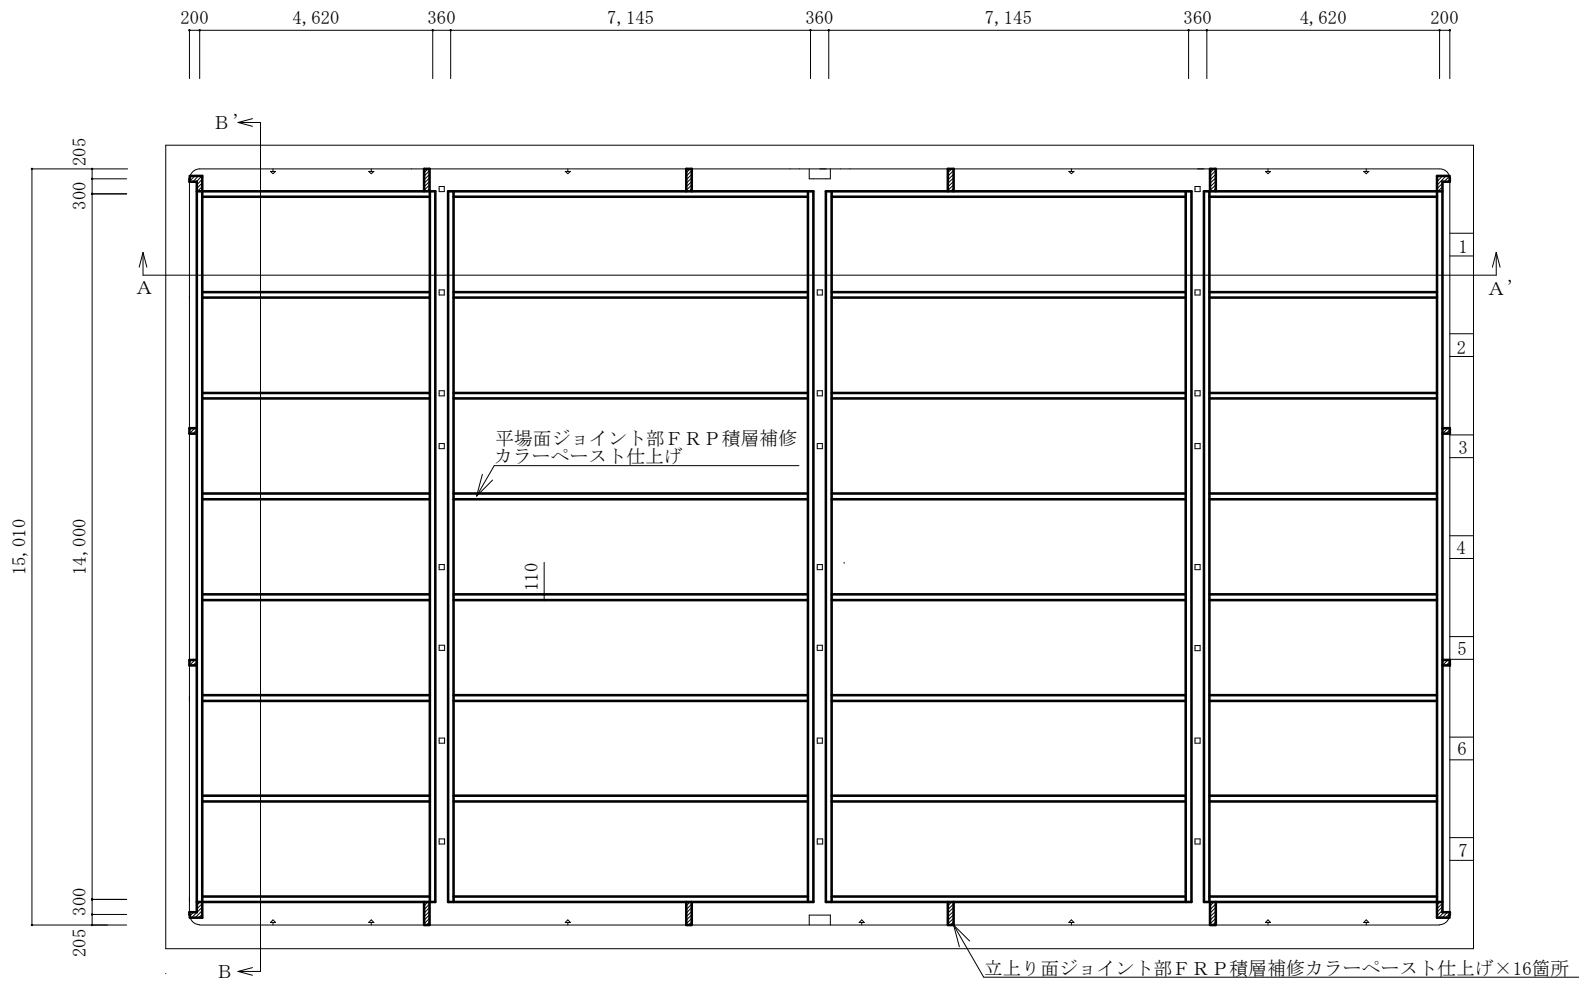 200 4,620 360 7,145 360 7,145 360 4,620 200
B'
205
300
A
A'
1
2
3
平場面ジョイント部ＦＲＰ積層補修
カラーペースト仕上げ
15,010
14,000
4
110
5
6
7
300
205
B
立上り面ジョイント部ＦＲＰ積層補修カラーペースト仕上げ×16箇所